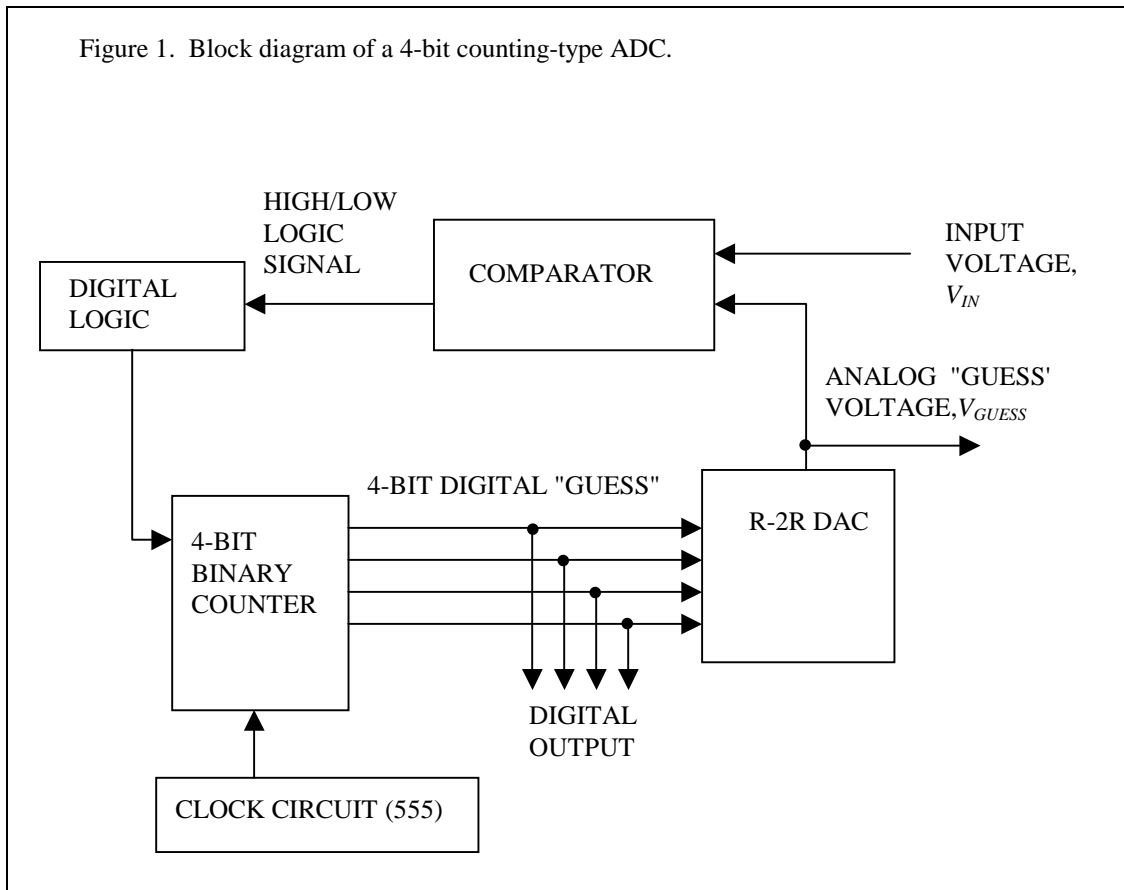 Figure 1.  Block diagram of a 4-bit counting-type ADC.
HIGH/LOW
LOGIC
SIGNAL
COMPARATOR
INPUT
VOLTAGE,
VIN
DIGITAL
LOGIC
ANALOG  "GUESS'
VOLTAGE,VGUESS
4-BIT DIGITAL "GUESS"
R-2R DAC
4-BIT
BINARY
COUNTER
DIGITAL
OUTPUT
CLOCK CIRCUIT (555)